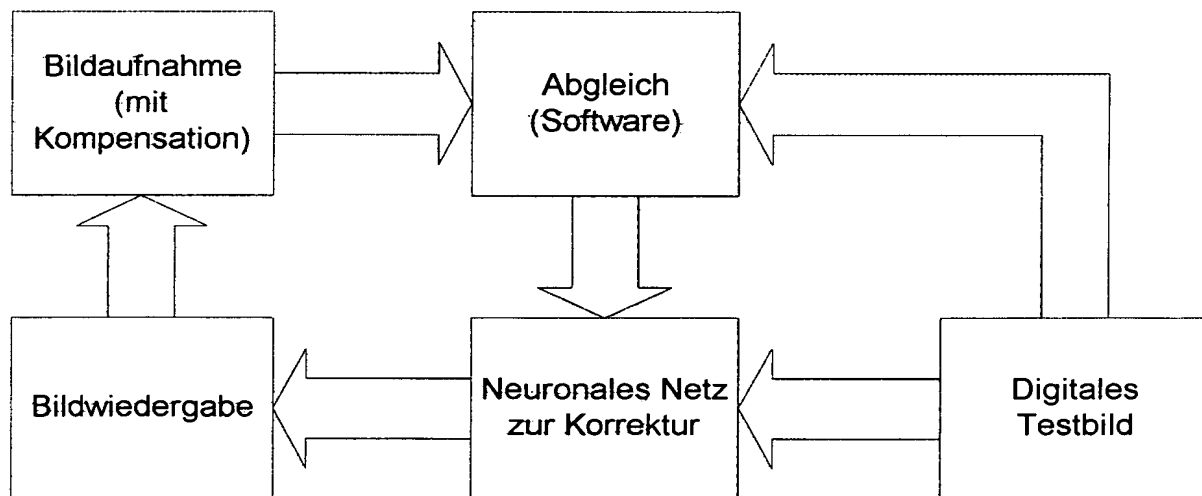 Bildaufnahme
(mit
Kompensation)
Abgleich
(Software)
Bildwiedergabe
Neuronales Netz
zur Korrektur
Digitales
Testbild